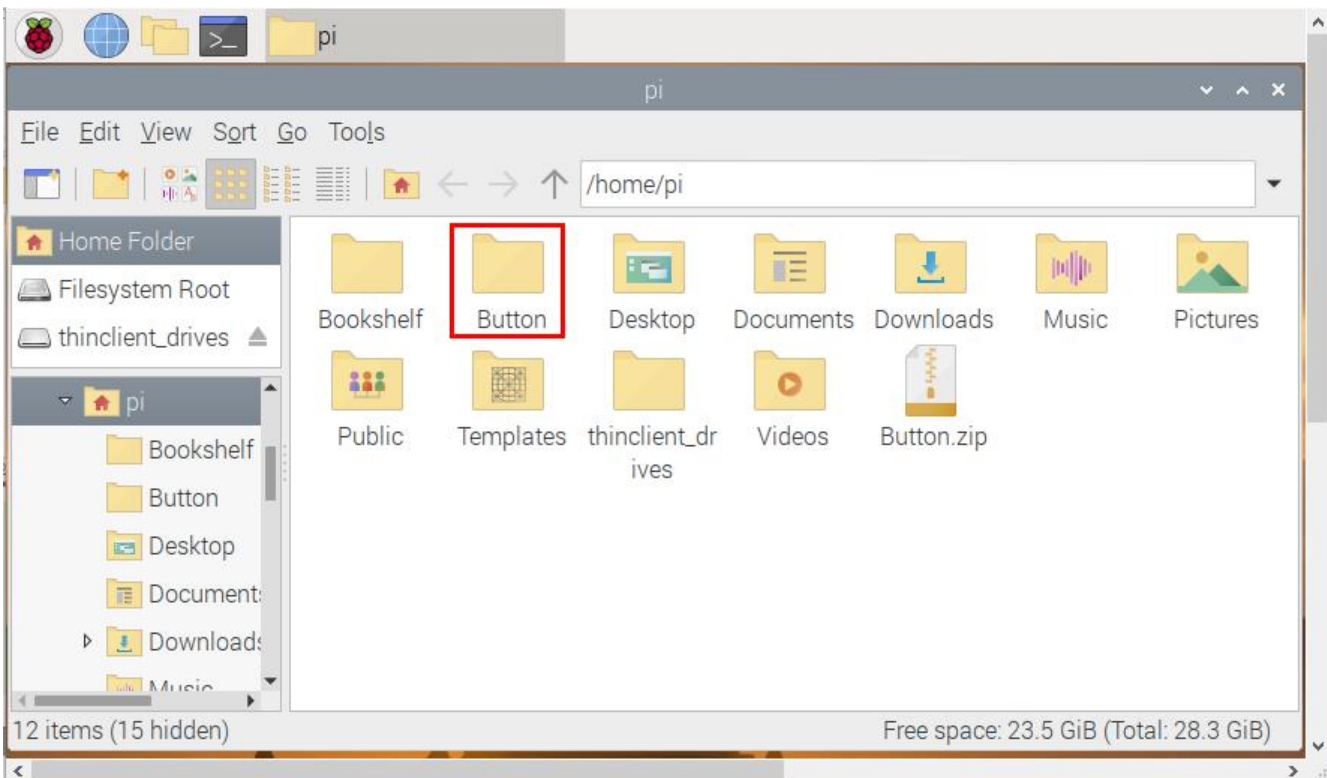 pi
pi
File Edit View Sort Go Tools
/home/pi
Home Folder
Filesystem Root
thinclient_drives
pi
Bookshelf
Button
Desktop
Documents
Downloads
Music
Bookshelf Button Desktop Documents Downloads Music Pictures
Public Templates thinclient_dr Videos Button.zip
ives
12 items (15 hidden) Free space: 23.5 GiB (Total: 28.3 GiB)